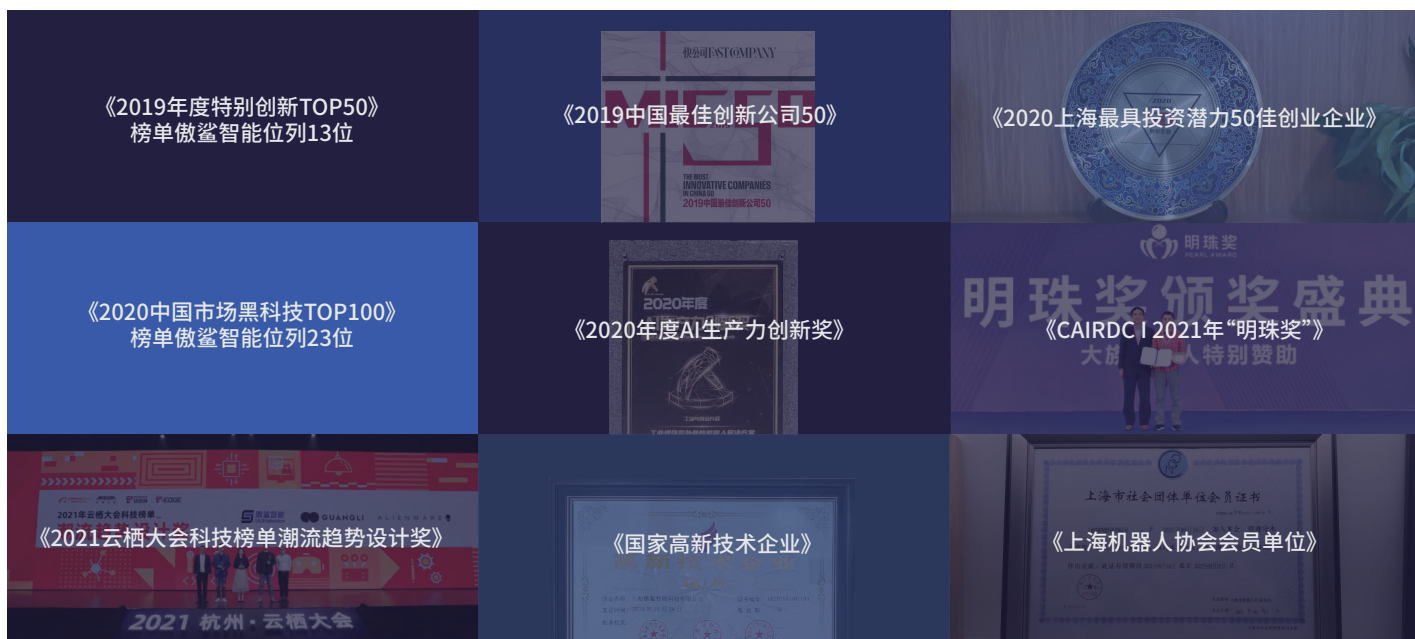 《2019年度特别创新TOP50》
榜单傲鲨智能位列13位
快公司FAST COMPANY
《2019中国最佳创新公司50》
THE MOST
INNOVATIVE COMPANIES
IN CHINA 50
2019中国最佳创新公司50
2020
《2020上海最具投资潜力50佳创业企业》
《2020中国市场黑科技TOP100》
榜单傲鲨智能位列23位
2020年度
《2020年度AI生产力创新奖》
明珠奖
PEARL AWARD
明珠奖颁奖盛典
《CAIRDC I 2021年“明珠奖”》
人特别赞助
2021年云栖大会科技榜单
傲鲨智能
GUANGLI
ALIENWARE
《2021云栖大会科技榜单潮流趋势设计奖》
2021 杭州·云栖大会
《国家高新技术企业》
上海市社会团体单位会员证书
《上海机器人协会会员单位》